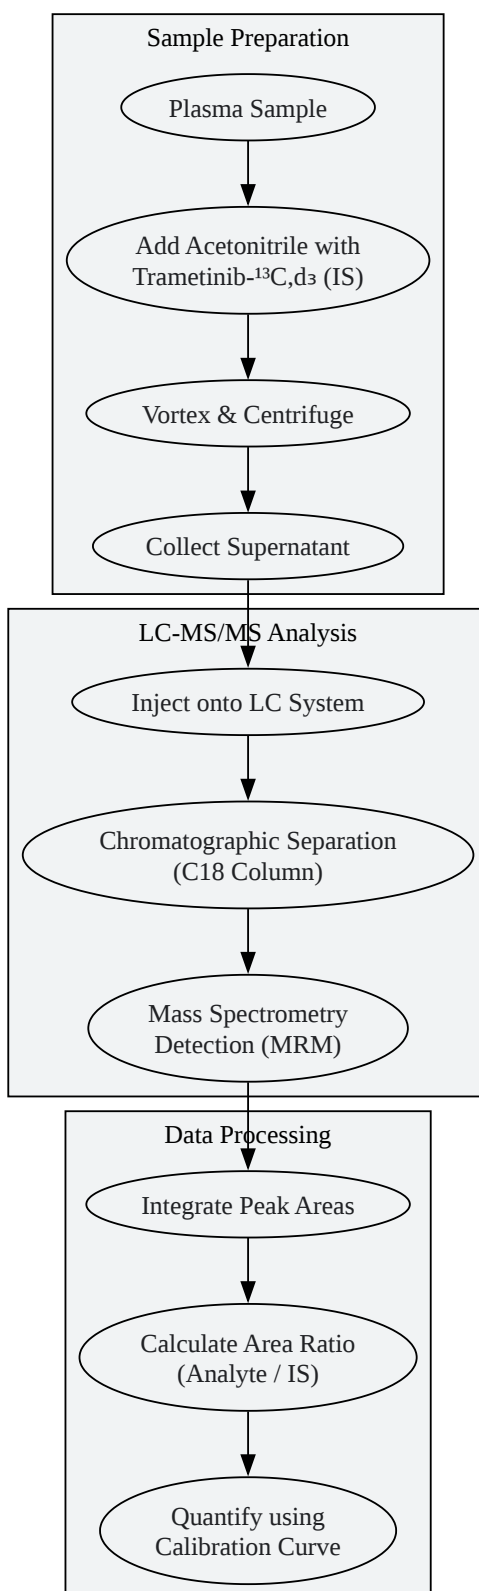 Sample Preparation
Plasma Sample
Add Acetonitrile with
Trametinib-¹³C,d₃ (IS)
Vortex & Centrifuge
Collect Supernatant
LC-MS/MS Analysis
Inject onto LC System
Chromatographic Separation
(C18 Column)
Mass Spectrometry
Detection (MRM)
Data Processing
Integrate Peak Areas
Calculate Area Ratio
(Analyte / IS)
Quantify using
Calibration Curve